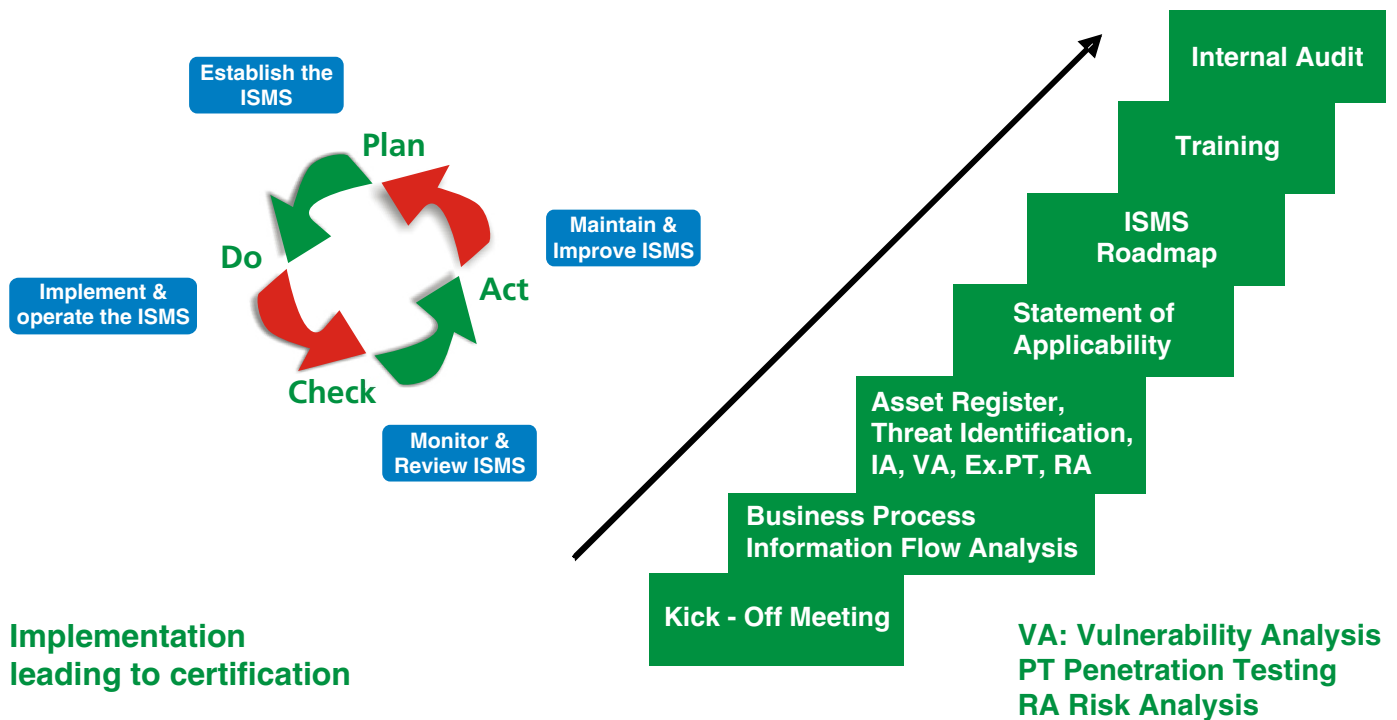 Establish the
ISMS
Plan
Do
Act
Check
Maintain &
Improve ISMS
Implement &
operate the ISMS
Monitor &
Review ISMS
Internal Audit
Training
ISMS
Roadmap
Statement of
Applicability
Asset Register,
Threat Identification,
IA, VA, Ex.PT, RA
Business Process
Information Flow Analysis
Kick - Off Meeting
Implementation
leading to certification
VA: Vulnerability Analysis
PT Penetration Testing
RA Risk Analysis